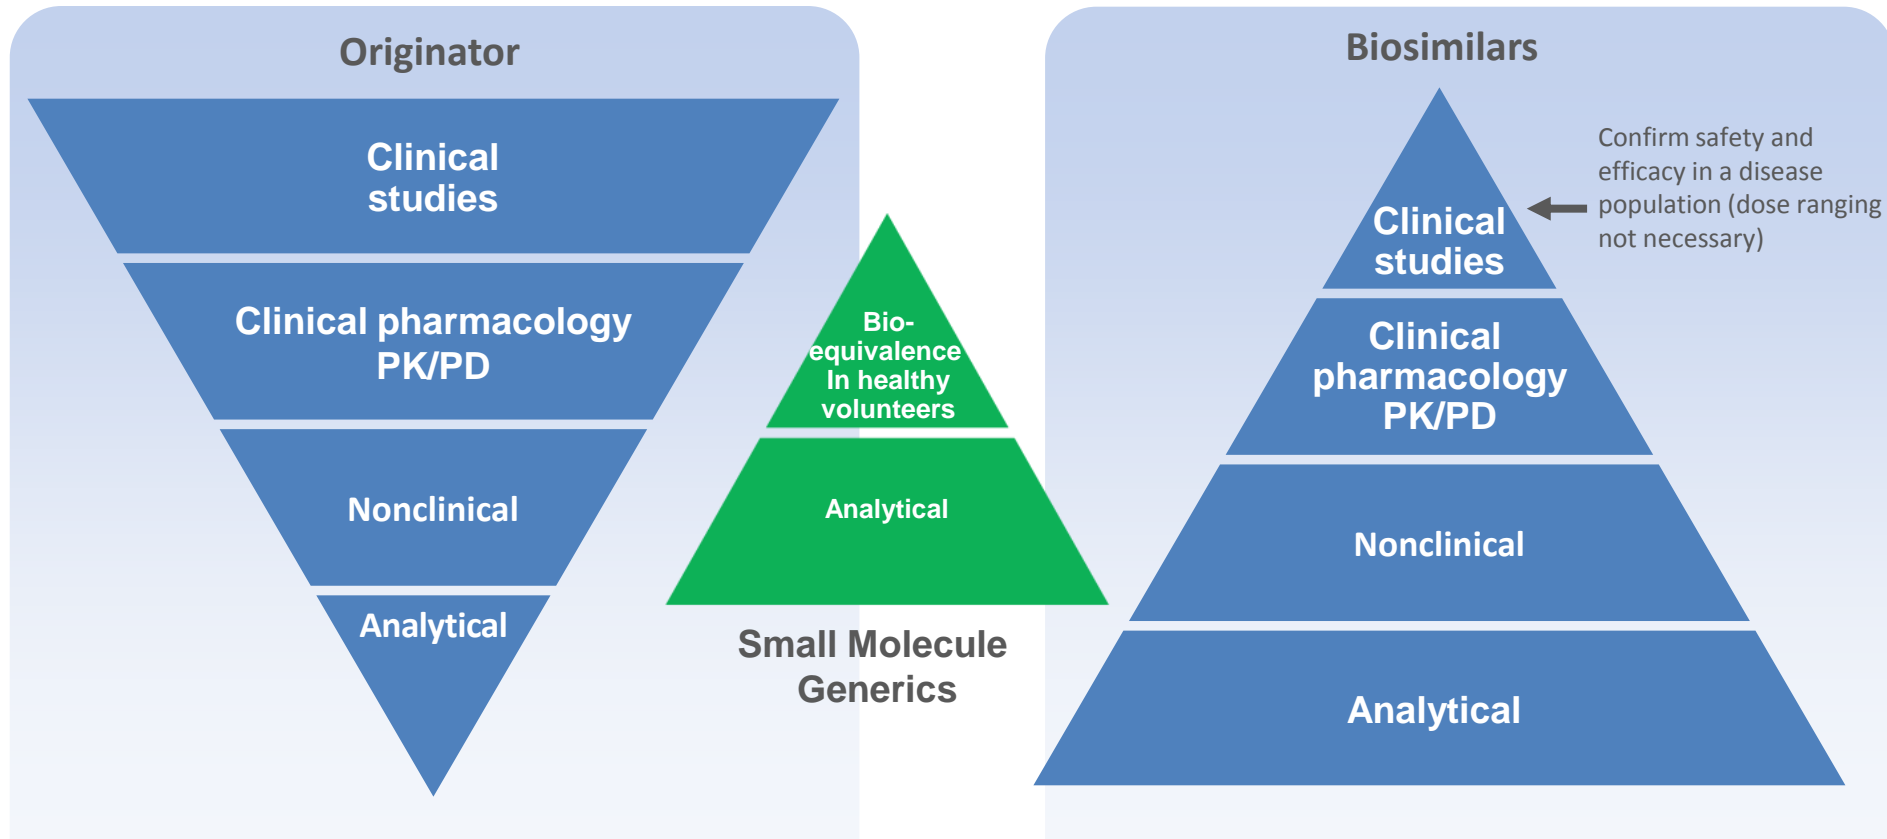 Originator
Clinical
studies
Clinical pharmacology
PK/PD
Nonclinical
Analytical
Bio-
equivalence
In healthy
volunteers
Analytical
Small Molecule
Generics
Biosimilars
Clinical
studies
Confirm safety and
efficacy in a disease
population (dose ranging
not necessary)
Clinical
pharmacology
PK/PD
Nonclinical
Analytical